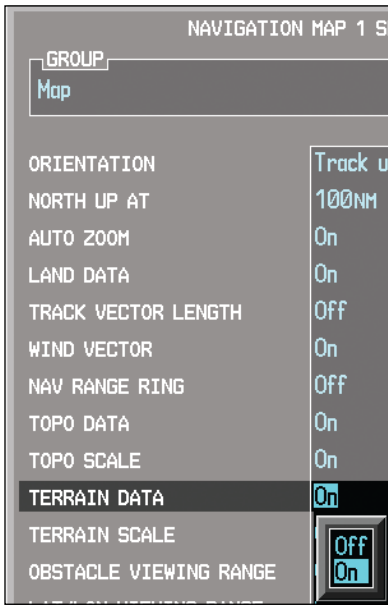 NAVIGATION MAP 1 S
GROUP
Map
ORIENTATION Track u
NORTH UP AT 100NM
AUTO ZOOM On
LAND DATA On
TRACK VECTOR LENGTH Off
WIND VECTOR On
NAV RANGE RING Off
TOPO DATA On
TOPO SCALE On
TERRAIN DATA On
TERRAIN SCALE
Off
OBSTACLE VIEWING RANGE On